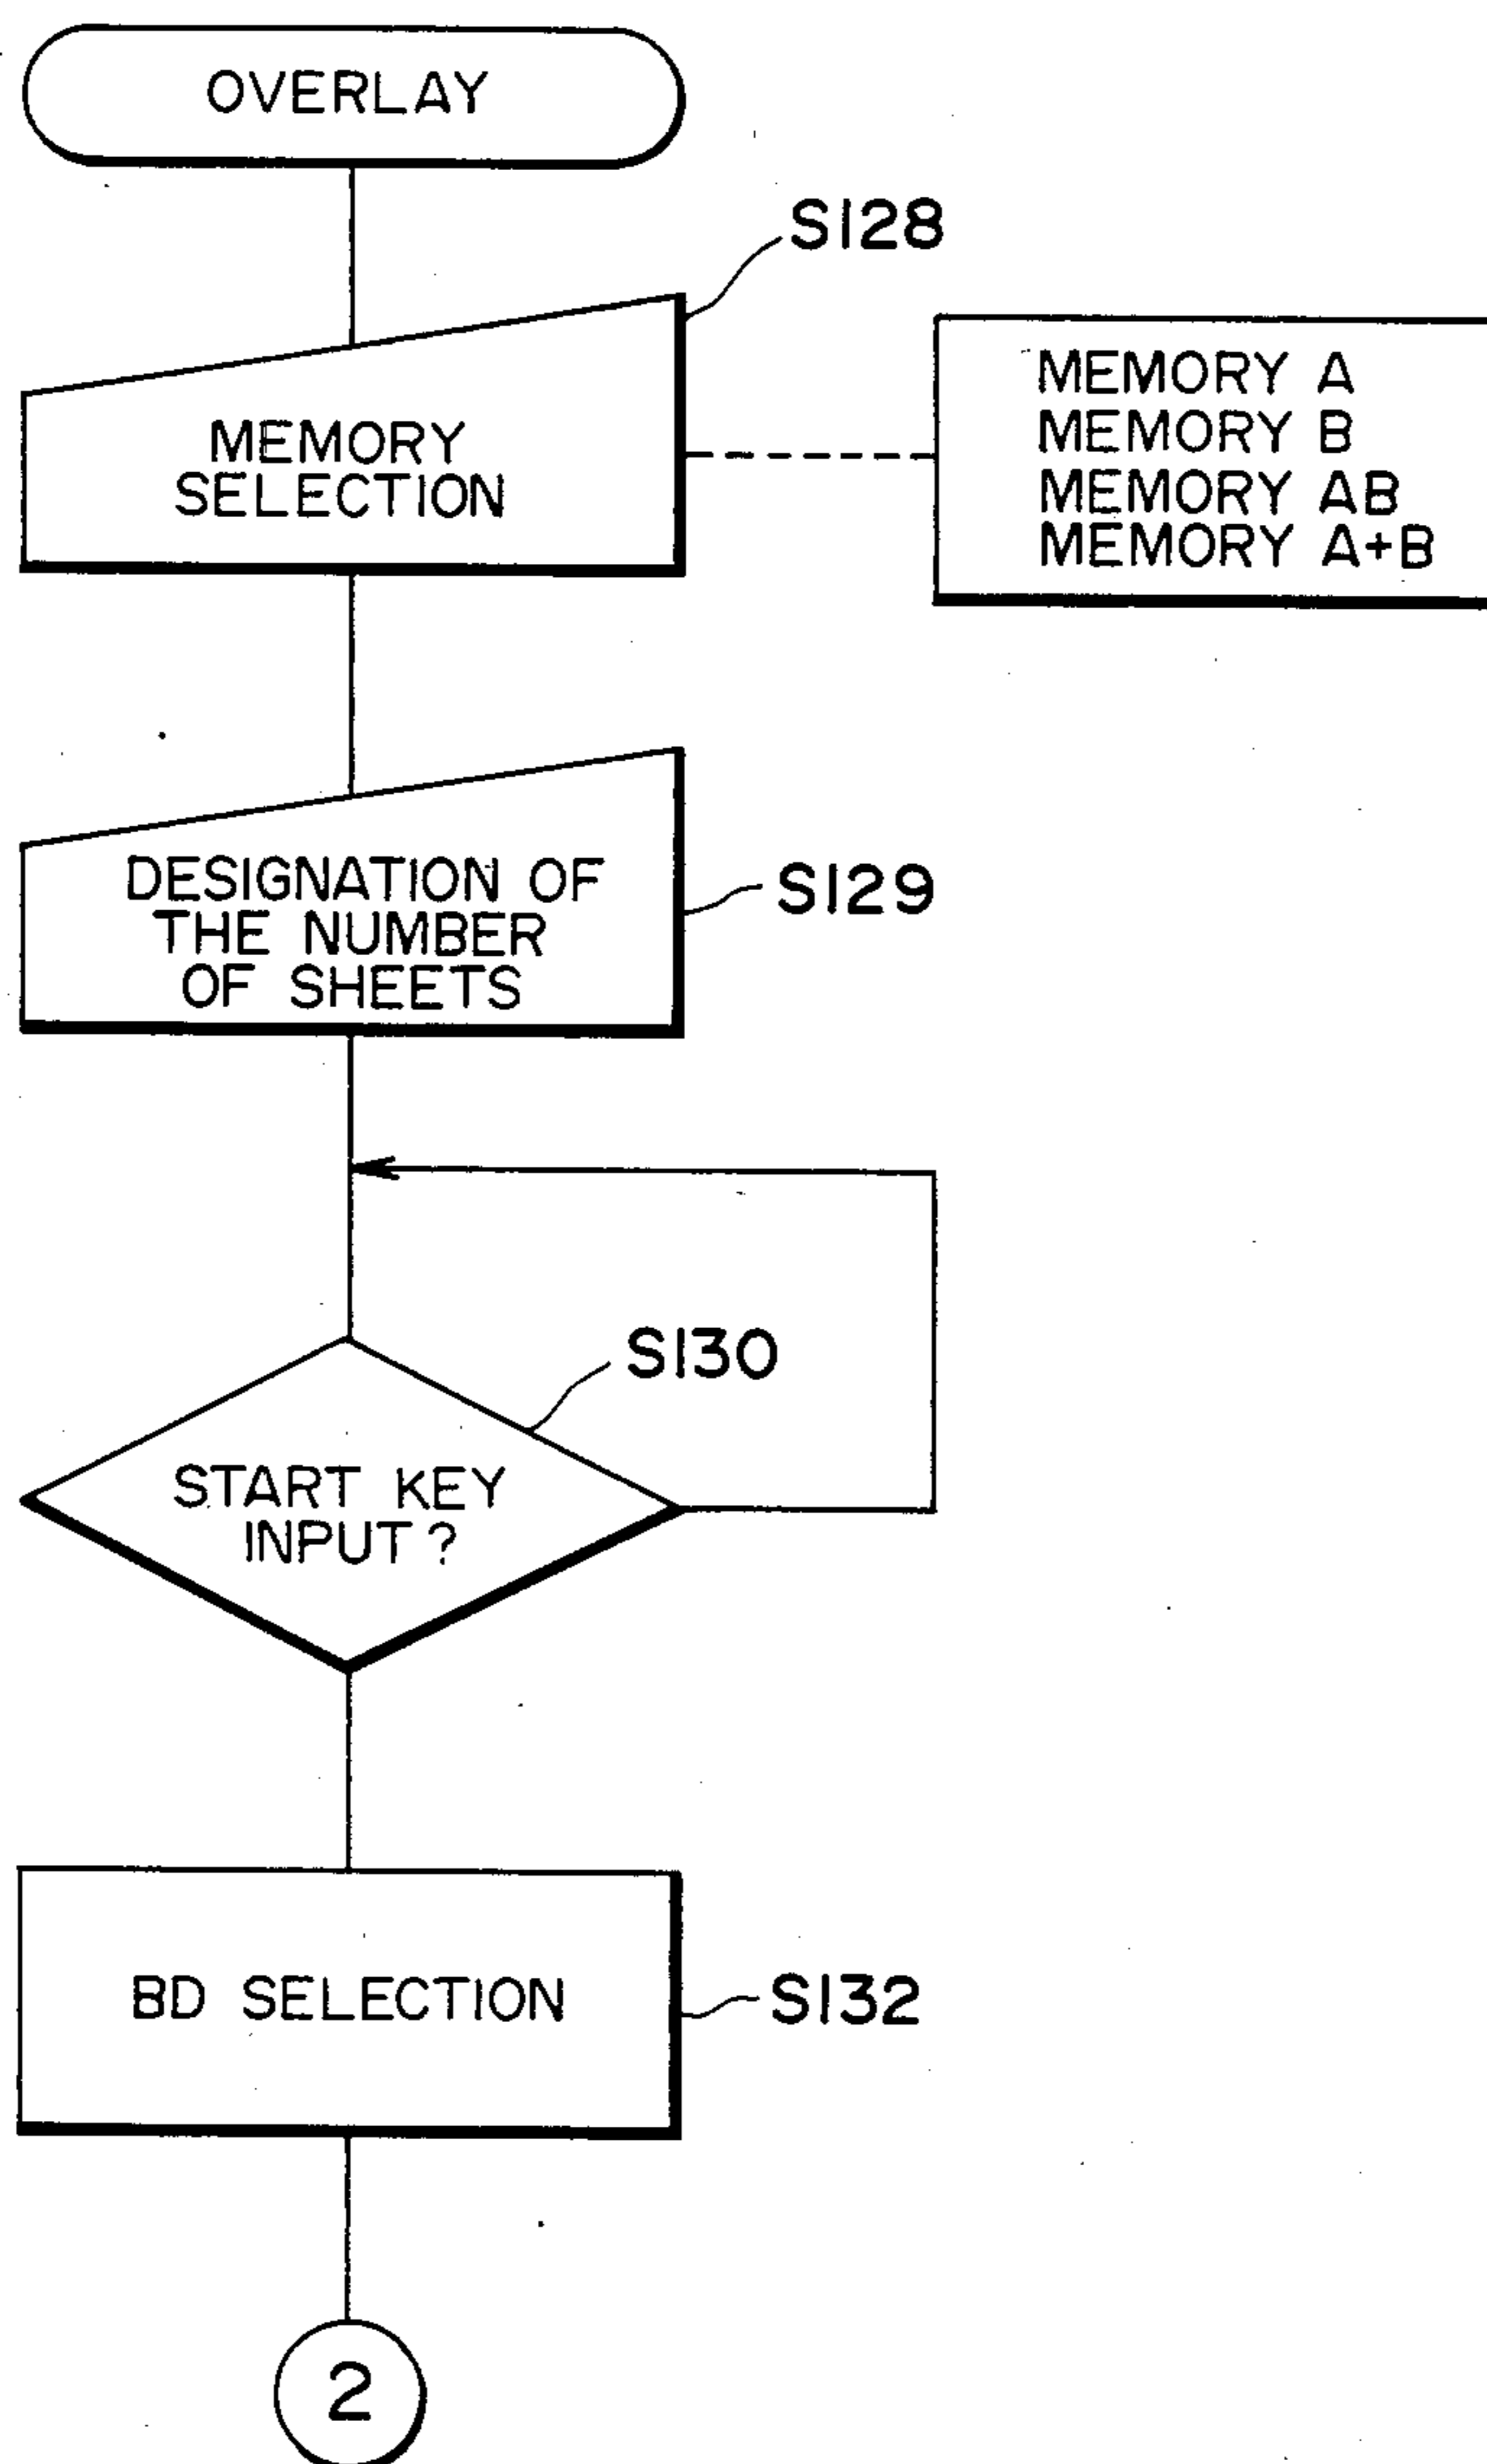 OVERLAY
S128
MEMORY
SELECTION
MEMORY A
MEMORY B
MEMORY AB
MEMORY A+B
DESIGNATION OF
THE NUMBER
OF SHEETS
S129
S130
START KEY
INPUT?
BD SELECTION
S132
2